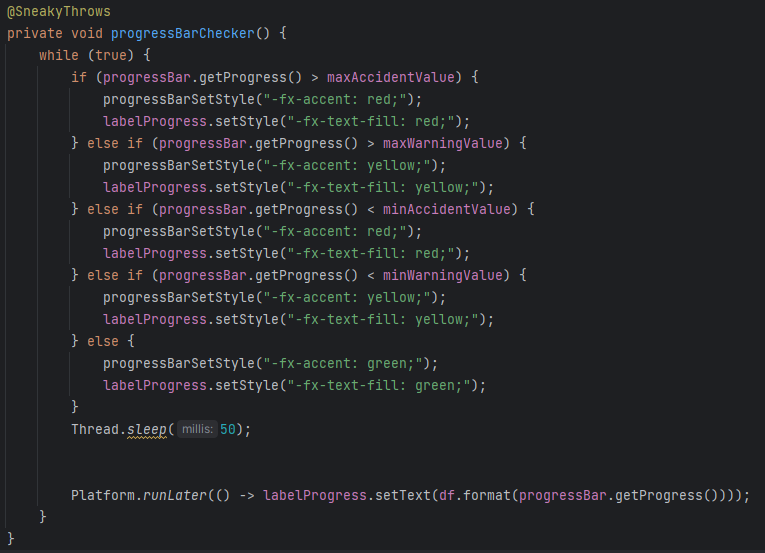 @SneakyThrows
private void progressBarChecker() {
while (true) {
if (progressBar.getProgress() > maxAccidentValue) {
progressBarSetStyle("-fx-accent: red;");
labelProgress.setStyle("-fx-text-fill: red;");
} else if (progressBar.getProgress() > maxWarningValue) {
progressBarSetStyle("-fx-accent: yellow;");
labelProgress.setStyle("-fx-text-fill: yellow;");
} else if (progressBar.getProgress() < minAccidentValue) {
progressBarSetStyle("-fx-accent: red;");
labelProgress.setStyle("-fx-text-fill: red;");
} else if (progressBar.getProgress() < minWarningValue) {
progressBarSetStyle("-fx-accent: yellow;");
labelProgress.setStyle("-fx-text-fill: yellow;");
} else {
progressBarSetStyle("-fx-accent: green;");
labelProgress.setStyle("-fx-text-fill: green;");
}
Thread.sleep( millis: 50);
Platform.runLater(() -> labelProgress.setText(df.format(progressBar.getProgress())));
}
}